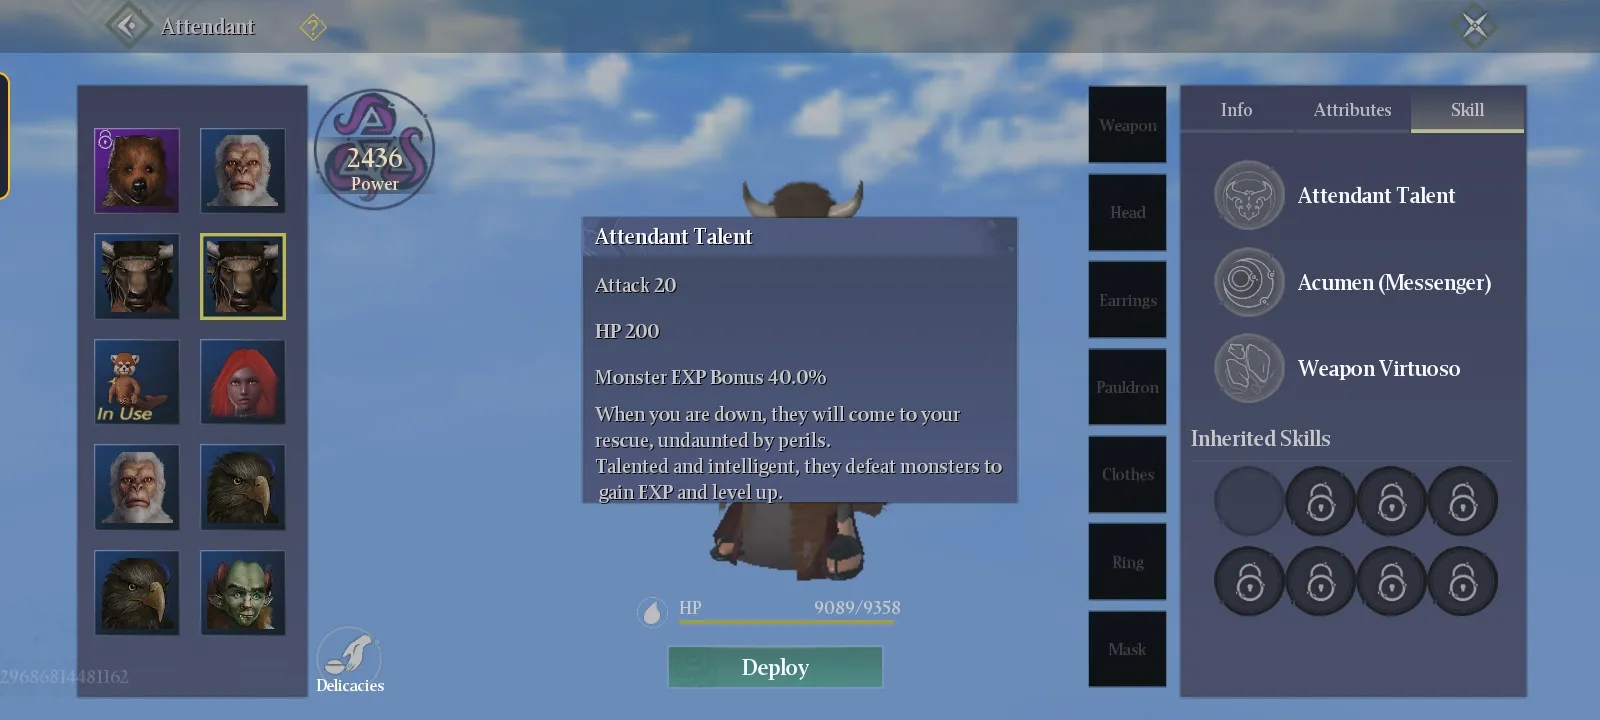 Attendant
?
2436
Power
In Use
Delicacies
29686814481162
Attendant Talent
Attack 20
HP 200
Monster EXP Bonus 40.0%
When you are down, they will come to your
rescue, undaunted by perils.
Talented and intelligent, they defeat monsters to
gain EXP and level up.
HP 9089/9358
Deploy
Weapon
Head
Earrings
Pauldron
Clothes
Ring
Mask
Info Attributes Skill
Attendant Talent
Acumen (Messenger)
Weapon Virtuoso
Inherited Skills